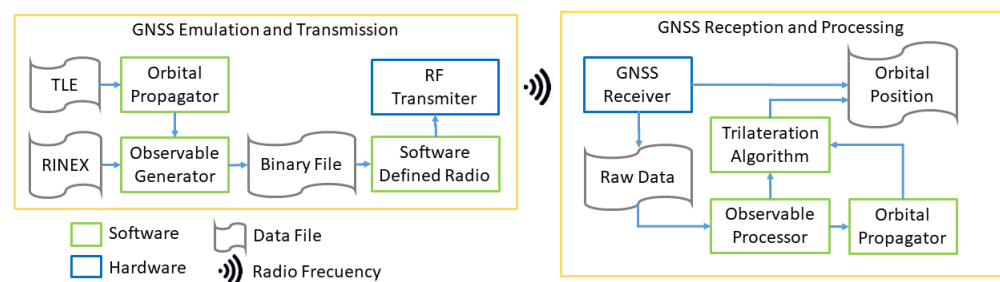 GNSS Emulation and Transmission
TLE
Orbital
Propagator
RF
Transmiter
RINEX
Observable
Generator
Binary File
Software
Defined Radio
GNSS Reception and Processing
GNSS
Receiver
Orbital
Position
Trilateration
Algorithm
Raw Data
Observable
Processor
Orbital
Propagator
Software
Data File
Hardware
Radio Frecuency